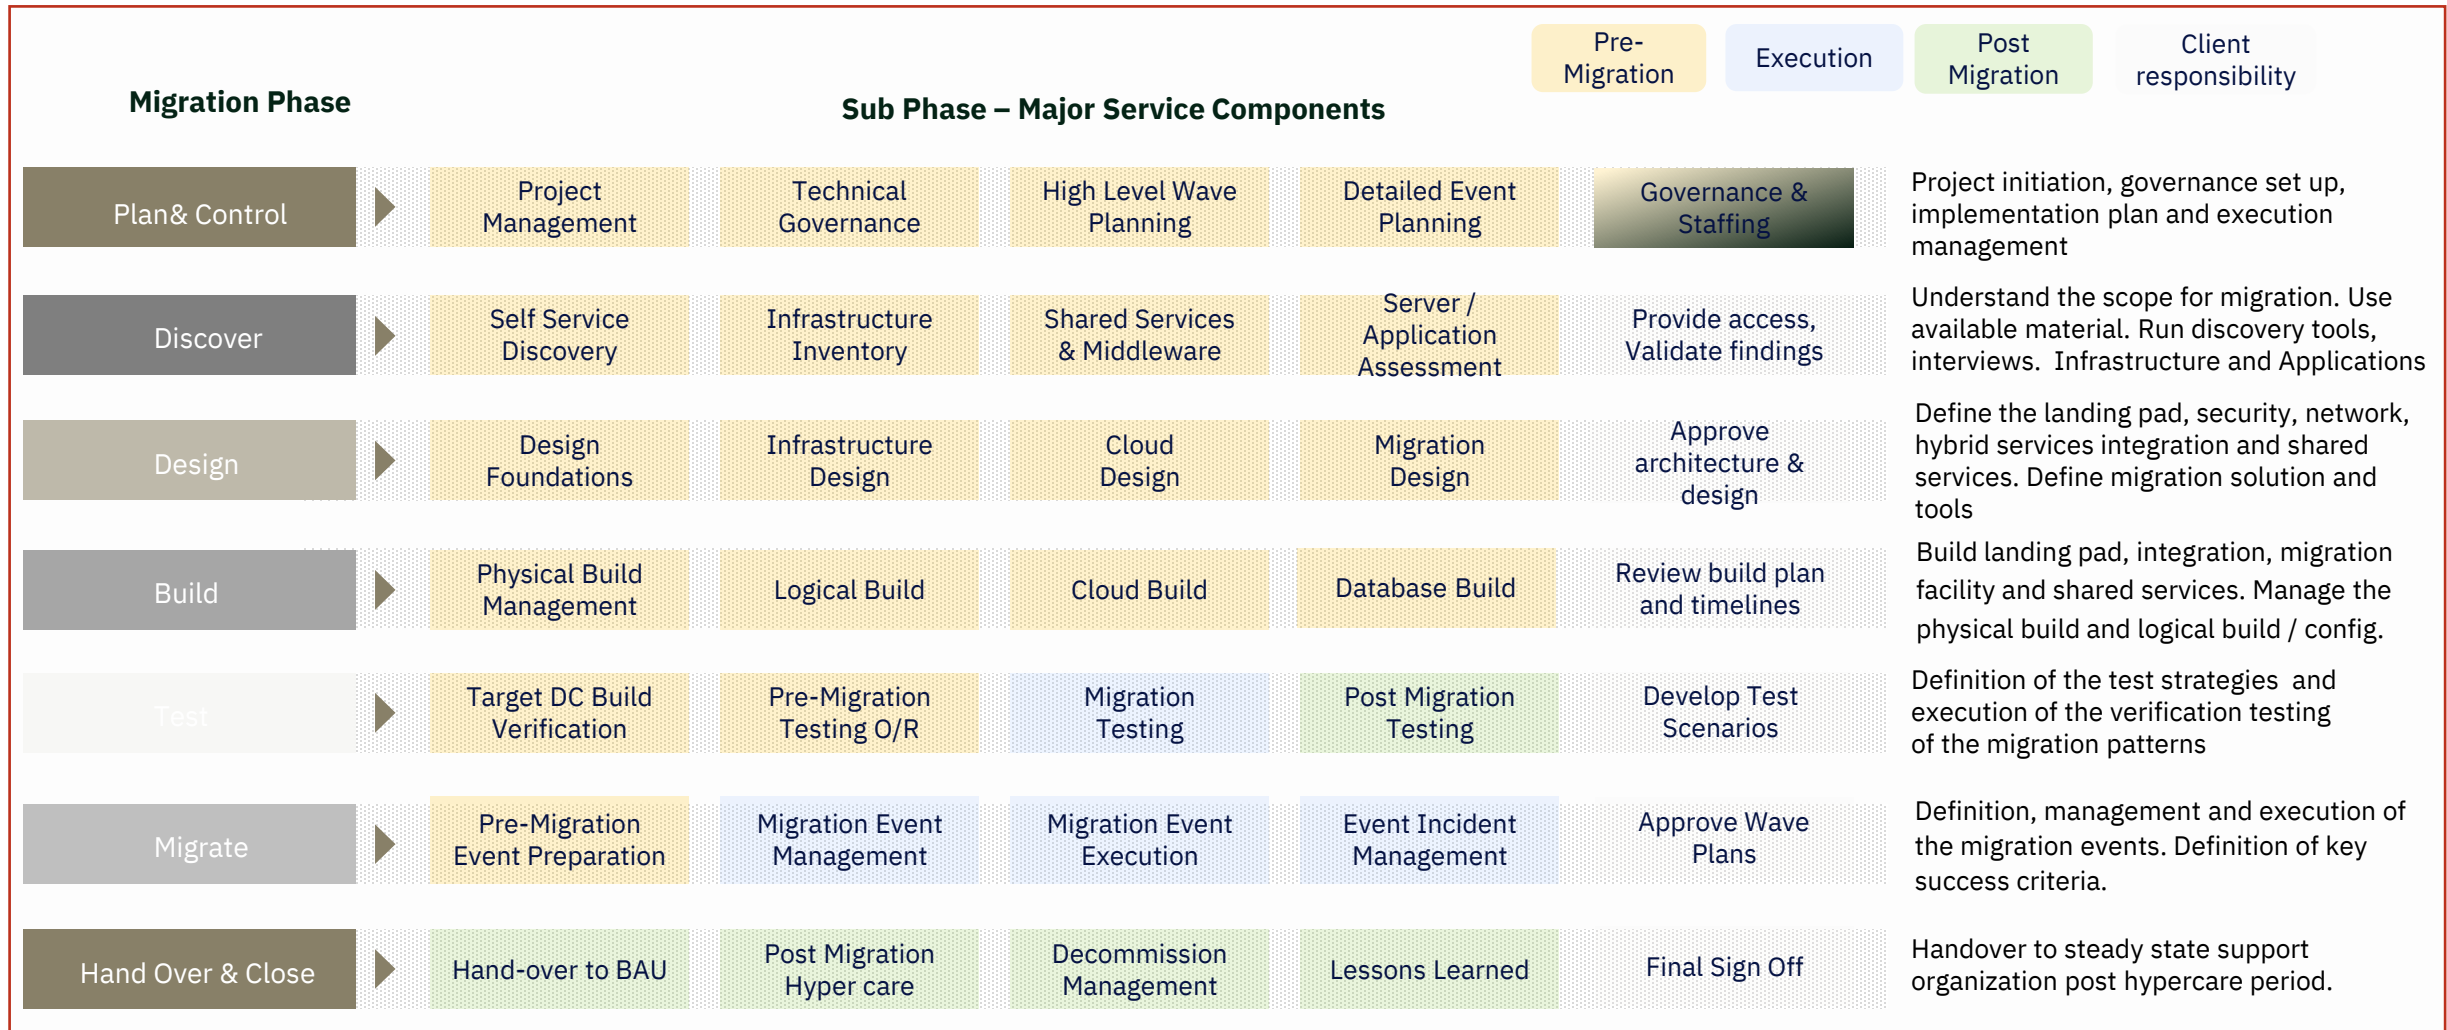 Pre-
Migration
Execution
Post
Migration
Client
responsibility
Migration Phase
Sub Phase – Major Service Components
Plan& Control
Project
Management
Technical
Governance
High Level Wave
Planning
Detailed Event
Planning
Governance &
Staffing
Project initiation, governance set up,
implementation plan and execution
management
Discover
Self Service
Discovery
Infrastructure
Inventory
Shared Services
& Middleware
Server /
Application
Assessment
Provide access,
Validate findings
Understand the scope for migration. Use
available material. Run discovery tools,
interviews.  Infrastructure and Applications
Design
Design
Foundations
Infrastructure
Design
Cloud
Design
Migration
Design
Approve
architecture &
design
Define the landing pad, security, network,
hybrid services integration and shared
services. Define migration solution and
tools
Build
Physical Build
Management
Logical Build
Cloud Build
Database Build
Review build plan
and timelines
Build landing pad, integration, migration
facility and shared services. Manage the
physical build and logical build / config.
Test
Target DC Build
Verification
Pre-Migration
Testing O/R
Migration
Testing
Post Migration
Testing
Develop Test
Scenarios
Definition of the test strategies  and
execution of the verification testing
of the migration patterns
Migrate
Pre-Migration
Event Preparation
Migration Event
Management
Migration Event
Execution
Event Incident
Management
Approve Wave
Plans
Definition, management and execution of
the migration events. Definition of key
success criteria.
Hand Over & Close
Hand-over to BAU
Post Migration
Hyper care
Decommission
Management
Lessons Learned
Final Sign Off
Handover to steady state support
organization post hypercare period.